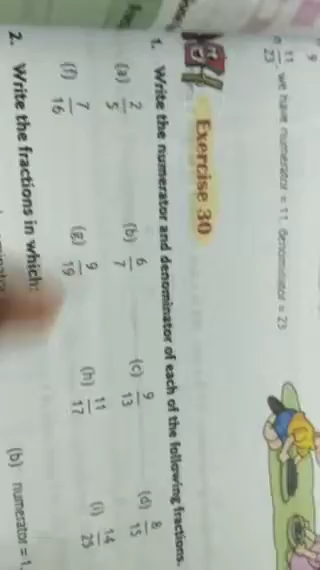 9
11/23, we have numerator = 11, denominator = 23
Exercise 30
1. Write the numerator and denominator of each of the following fractions.
(a) 2/5 (b) 6/7 (c) 9/13 (d) 8/15
(f) 7/16 (g) 9/19 (h) 11/17 (i) 14/25
2. Write the fractions in which:
(b) numerator = 1,